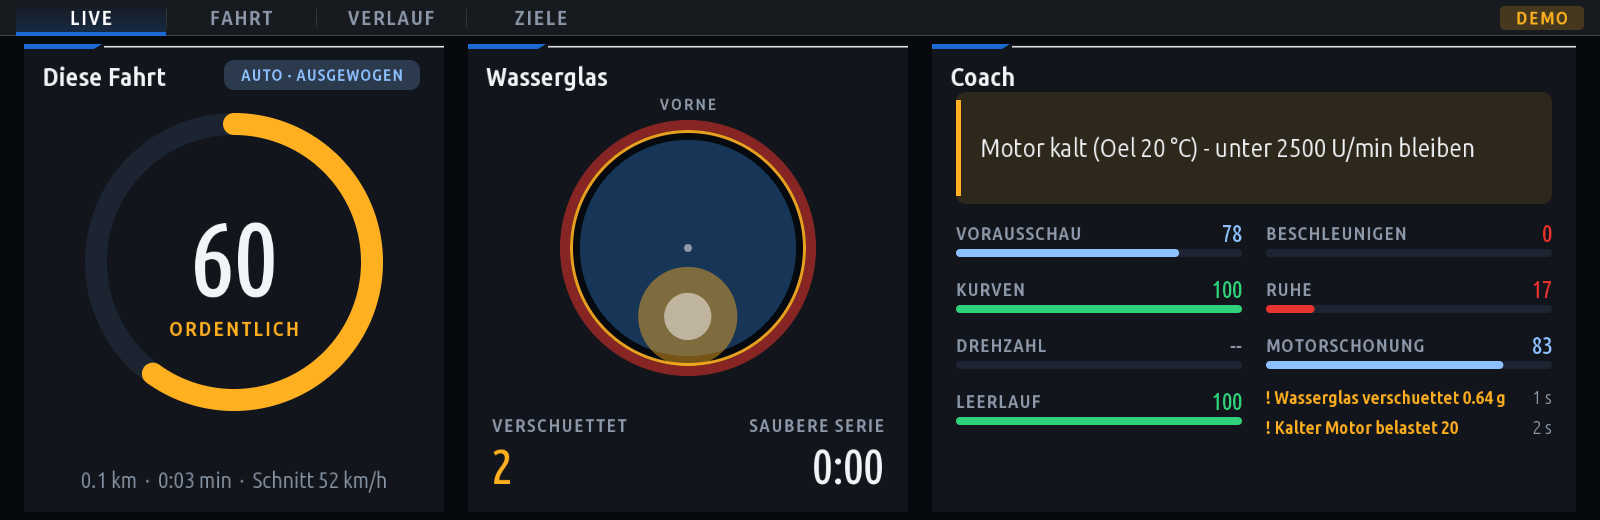 LIVE
FAHRT
VERLAUF
ZIELE
DEMO
Diese Fahrt
AUTO · AUSGEWOGEN
60
ORDENTLICH
0.1 km · 0:03 min · Schnitt 52 km/h
Wasserglas
VORNE
VERSCHUETTET
2
SAUBERE SERIE
0:00
Coach
Motor kalt (Oel 20 °C) - unter 2500 U/min bleiben
VORAUSSCHAU 78
BESCHLEUNIGEN 0
KURVEN 100
RUHE 17
DREHZAHL --
MOTORSCHONUNG 83
LEERLAUF 100
! Wasserglas verschuettet 0.64 g 1 s
! Kalter Motor belastet 20 2 s